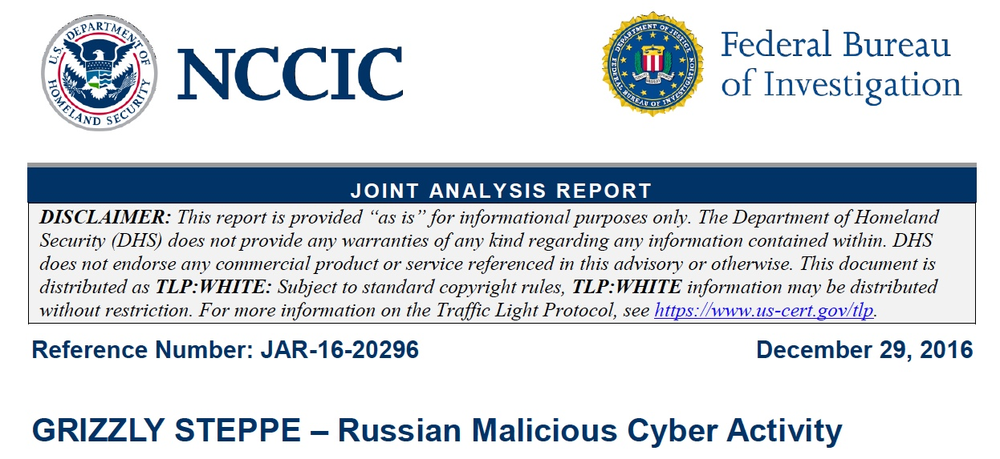 U.S. DEPARTMENT OF HOMELAND SECURITY
NCCIC
DEPARTMENT OF JUSTICE
FEDERAL BUREAU OF INVESTIGATION
Federal Bureau
of Investigation
JOINT ANALYSIS REPORT
DISCLAIMER: This report is provided “as is” for informational purposes only. The Department of Homeland
Security (DHS) does not provide any warranties of any kind regarding any information contained within. DHS
does not endorse any commercial product or service referenced in this advisory or otherwise. This document is
distributed as TLP:WHITE: Subject to standard copyright rules, TLP:WHITE information may be distributed
without restriction. For more information on the Traffic Light Protocol, see https://www.us-cert.gov/tlp.
Reference Number: JAR-16-20296
December 29, 2016
GRIZZLY STEPPE – Russian Malicious Cyber Activity